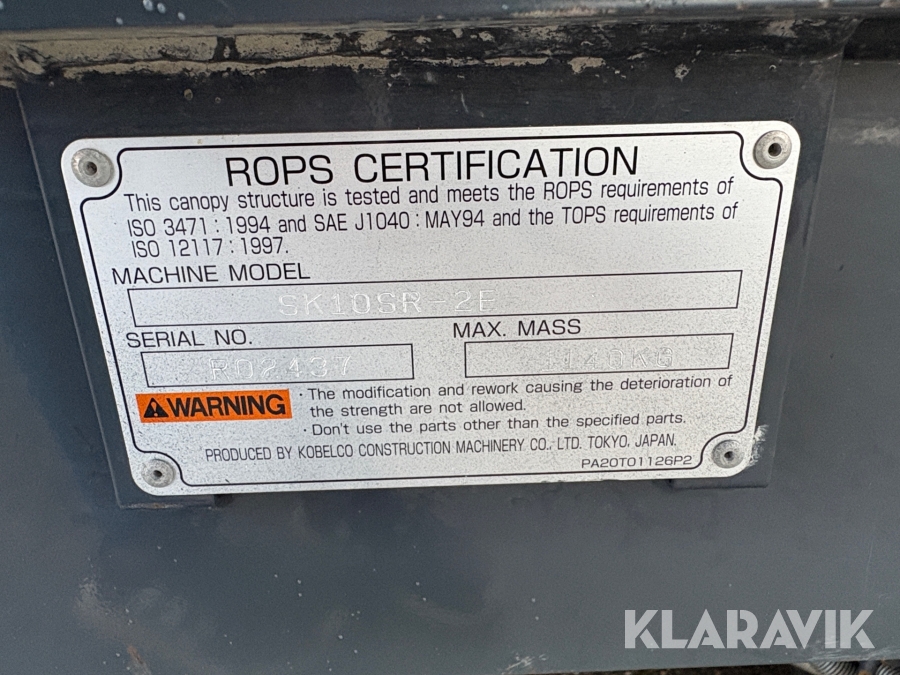 ROPS CERTIFICATION
This canopy structure is tested and meets the ROPS requirements of
ISO 3471 : 1994 and SAE J1040 : MAY94 and the TOPS requirements of
ISO 12117 : 1997.
MACHINE MODEL
SK10SR-2E
SERIAL NO.
MAX. MASS
1140KG
⚠WARNING
· The modification and rework causing the deterioration of
the strength are not allowed.
· Don't use the parts other than the specified parts.
PRODUCED BY KOBELCO CONSTRUCTION MACHINERY CO., LTD. TOKYO, JAPAN.
PA20T01126P2
KLARAVIK